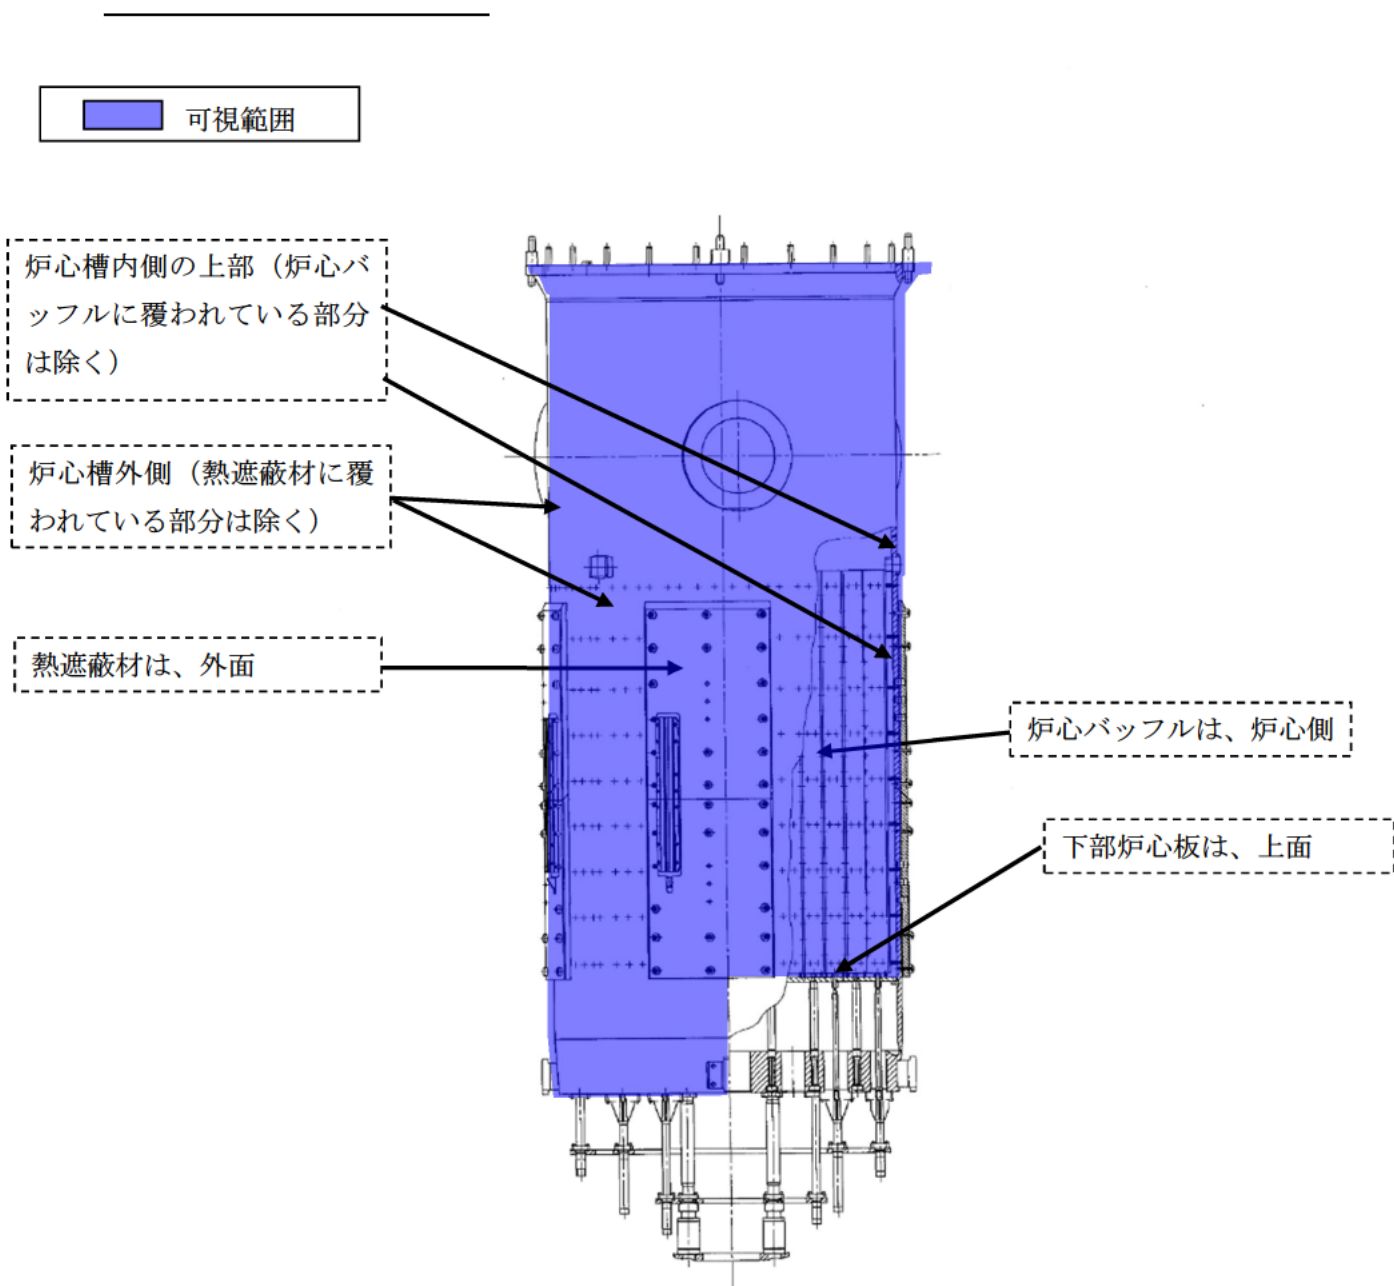 可視範囲
炉心槽内側の上部（炉心バ
ッフルに覆われている部分
は除く）
炉心槽外側（熱遮蔽材に覆
われている部分は除く）
熱遮蔽材は、外面
炉心バッフルは、炉心側
下部炉心板は、上面